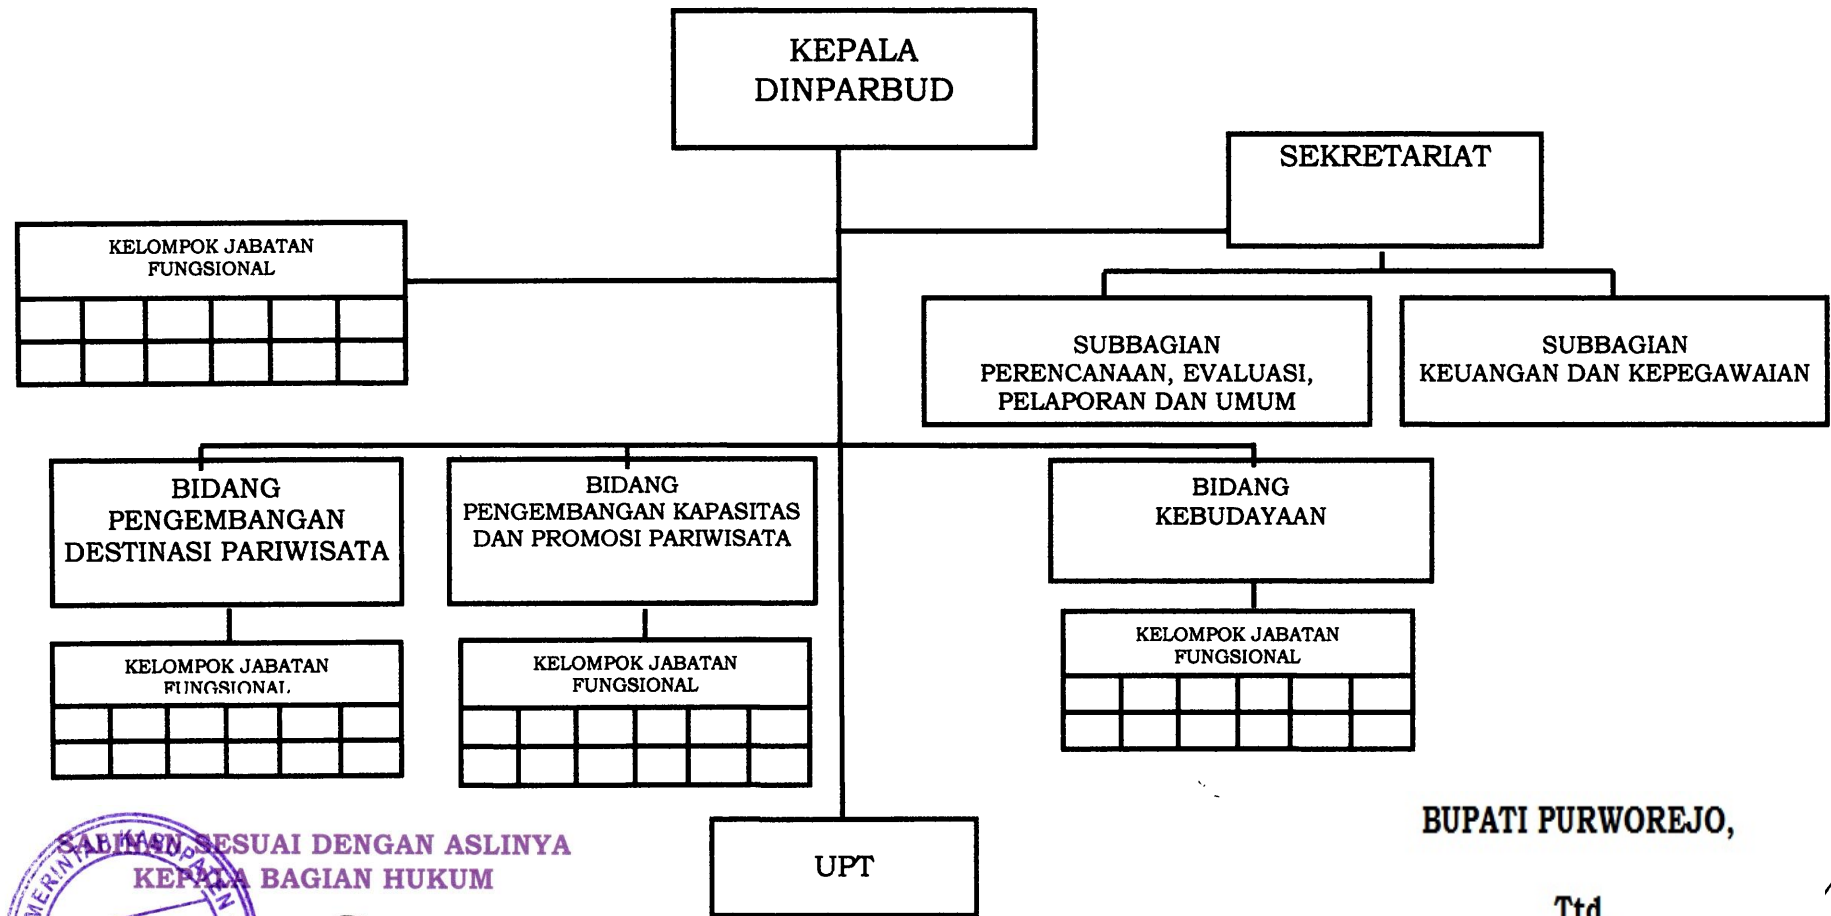 KEPALA
DINPARBUD
SEKRETARIAT
KELOMPOK JABATAN
FUNGSIONAL
SUBBAGIAN
PERENCANAAN, EVALUASI,
PELAPORAN DAN UMUM
SUBBAGIAN
KEUANGAN DAN KEPEGAWAIAN
BIDANG
PENGEMBANGAN
DESTINASI PARIWISATA
BIDANG
PENGEMBANGAN KAPASITAS
DAN PROMOSI PARIWISATA
BIDANG
KEBUDAYAAN
KELOMPOK JABATAN
FUNGSIONAL
KELOMPOK JABATAN
FUNGSIONAL
KELOMPOK JABATAN
FUNGSIONAL
UPT
SALINAN SESUAI DENGAN ASLINYA
KEPALA BAGIAN HUKUM
KABUPATEN
BUPATI PURWOREJO,
Ttd